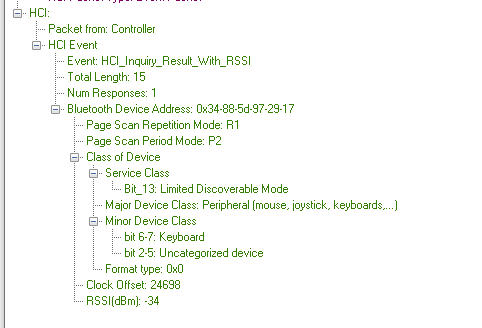 HCI:
Packet from: Controller
HCI Event
Event: HCI_Inquiry_Result_With_RSSI
Total Length: 15
Num Responses: 1
Bluetooth Device Address: 0x34-88-5d-97-29-17
Page Scan Repetition Mode: R1
Page Scan Period Mode: P2
Class of Device
Service Class
Bit_13: Limited Discoverable Mode
Major Device Class: Peripheral (mouse, joystick, keyboards,...)
Minor Device Class
bit 6-7: Keyboard
bit 2-5: Uncategorized device
Format type: 0x0
Clock Offset: 24698
RSSI(dBm): -34